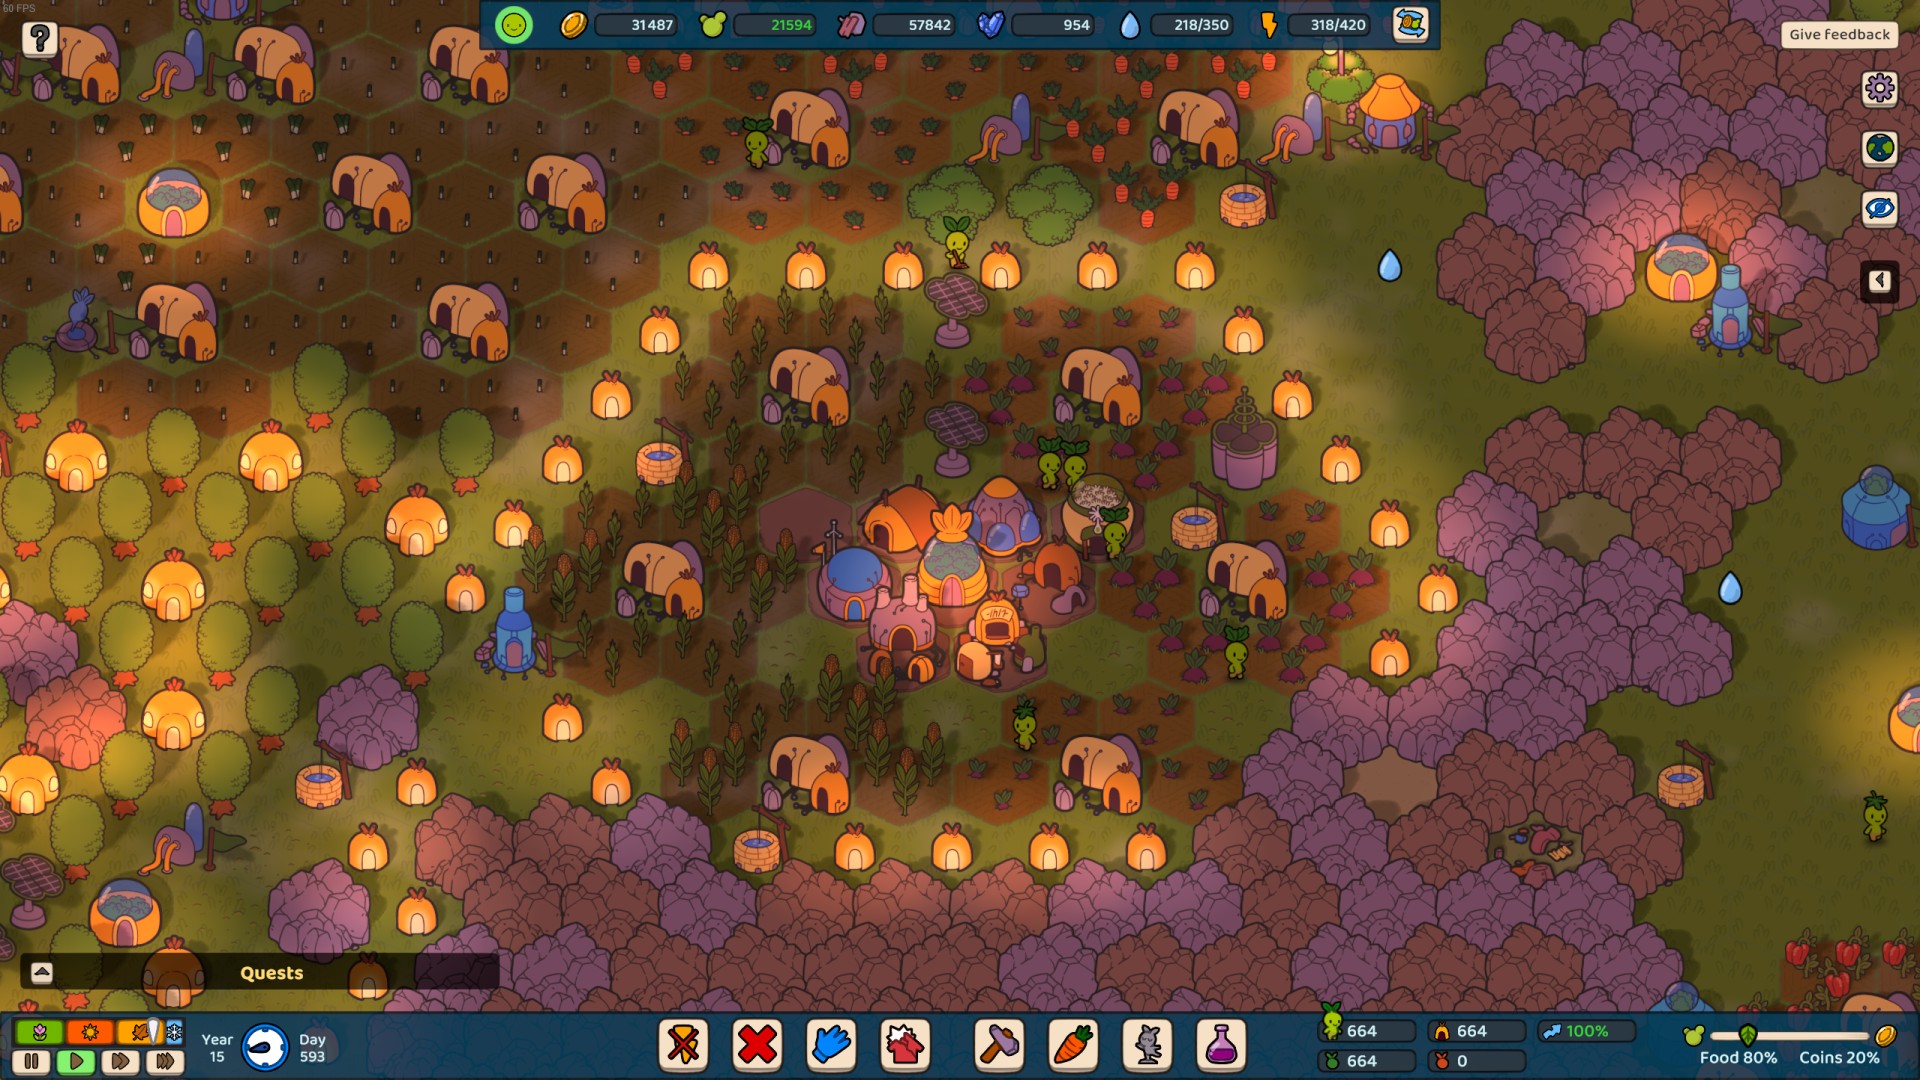 60 FPS
31487
21594
57842
954
218/350
318/420
Give feedback
Quests
Year
15
Day
593
664
664
100%
664
0
Food 80%
Coins 20%